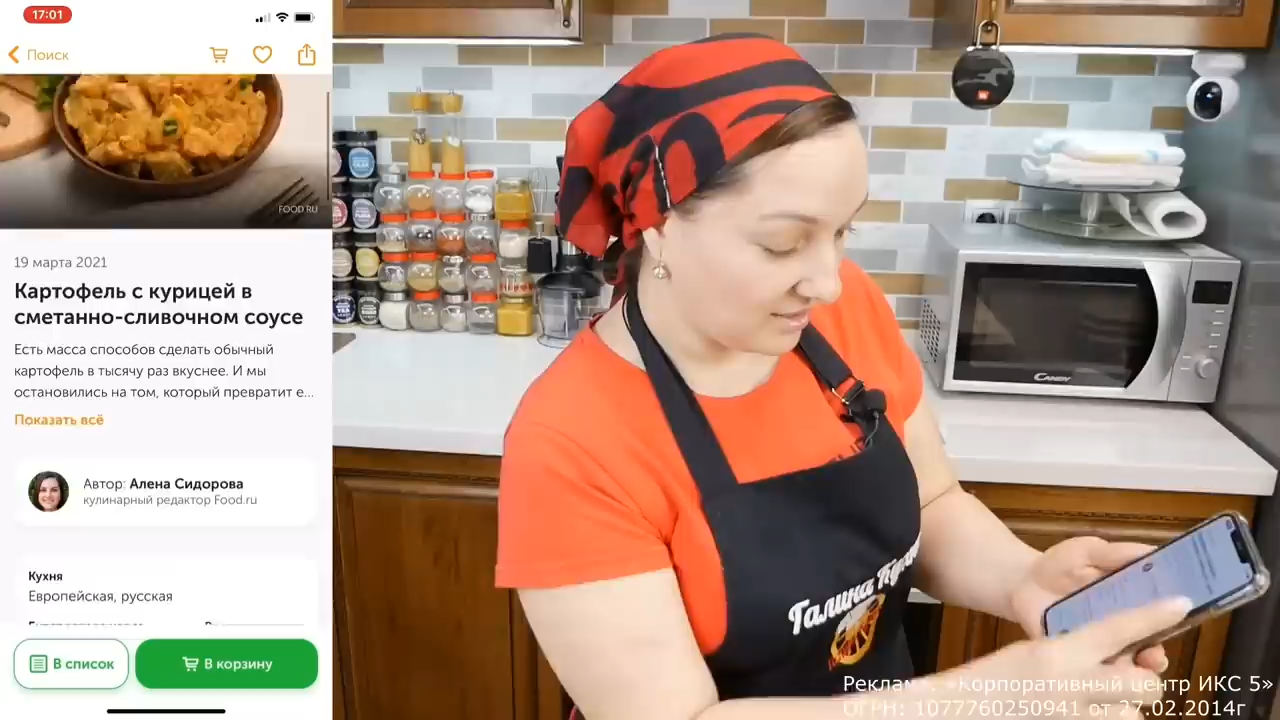 17:01
Поиск
FOOD.RU
19 марта 2021
Картофель с курицей в
сметанно-сливочном соусе
Есть масса способов сделать обычный
картофель в тысячу раз вкуснее. И мы
остановились на том, который превратит е...
Показать всё
Автор: Алена Сидорова
кулинарный редактор Food.ru
Кухня
Европейская, русская
В список
В корзину
JBL
CANDY
Галина
Реклама. «Корпоративный центр ИКС 5»
ОГРН: 1077760250941 от 27.02.2014г